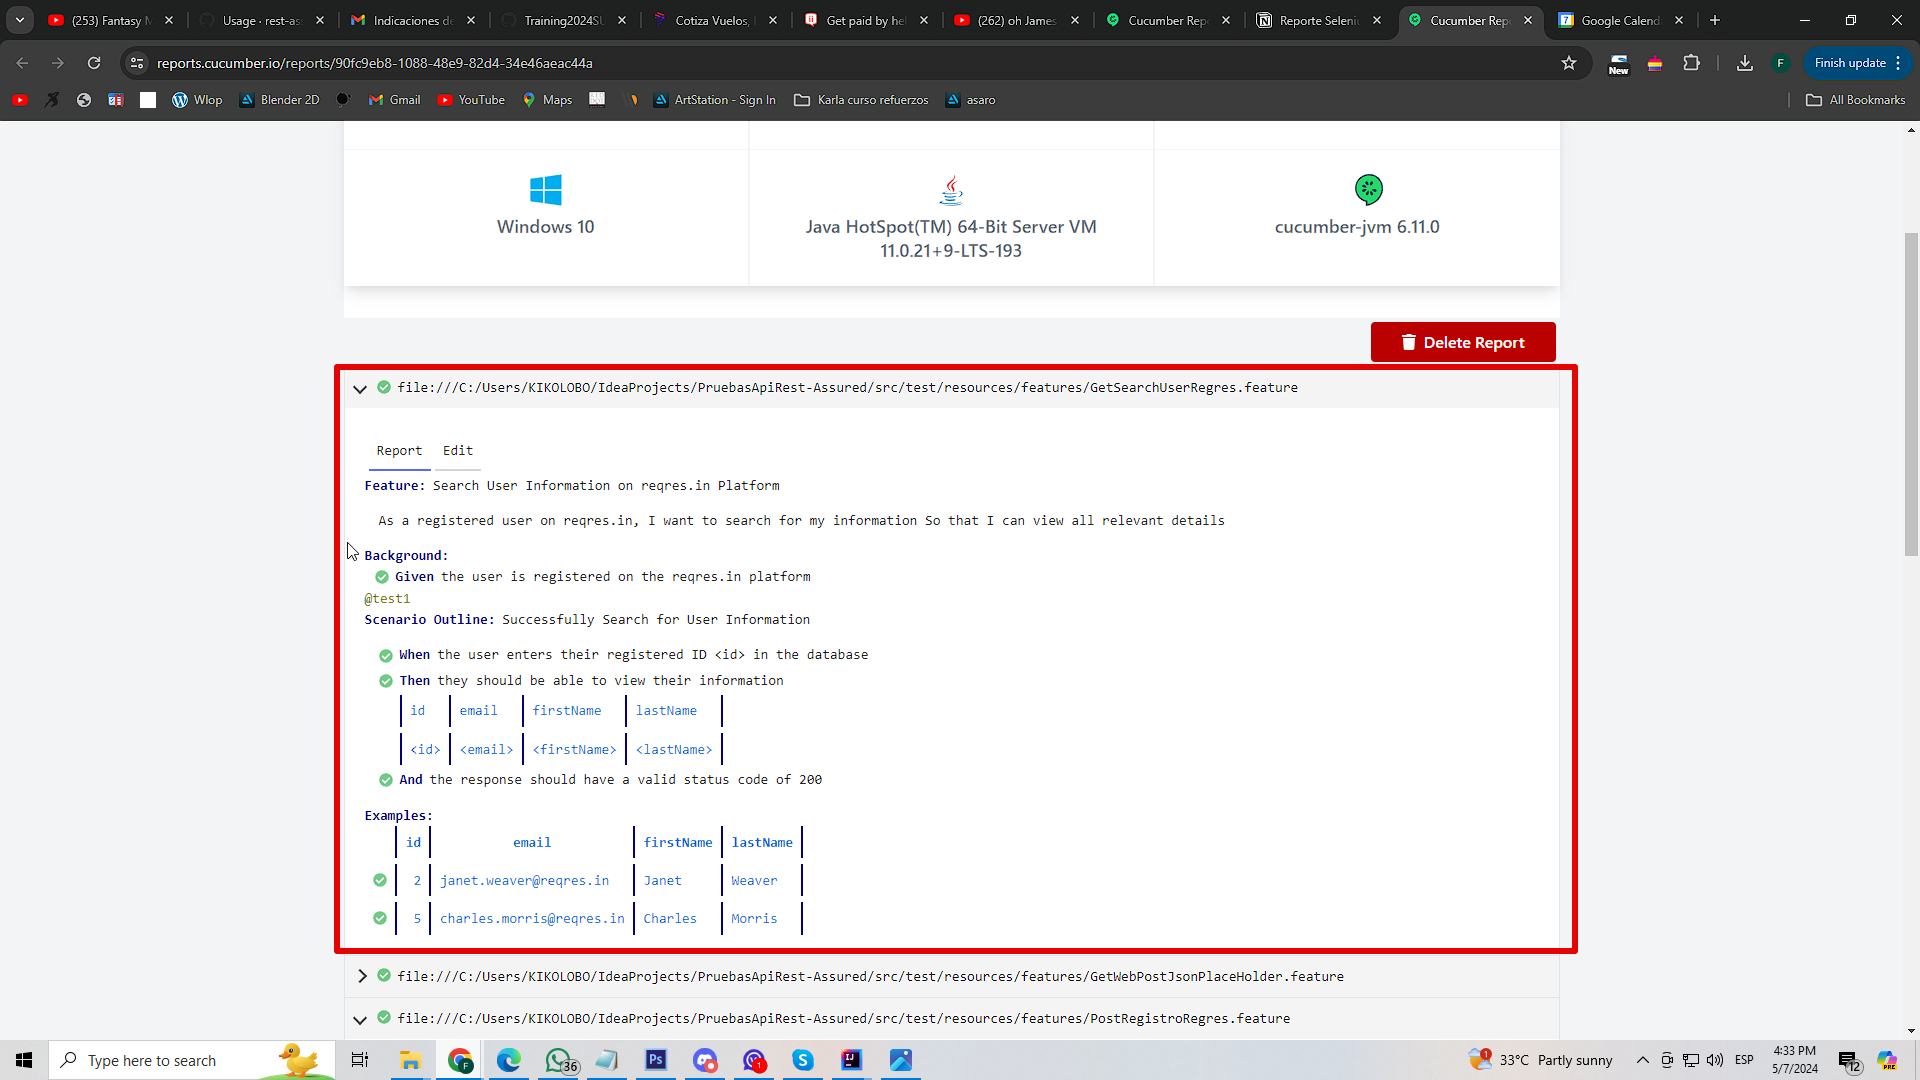 (253) Fantasy M
Usage · rest-as
Indicaciones de
Training2024SU
Cotiza Vuelos,
Get paid by hel
(262) oh James
Cucumber Rep
Reporte Seleni
Cucumber Rep
Google Calend
reports.cucumber.io/reports/90fc9eb8-1088-48e9-82d4-34e46aeac44a
New
F
Finish update
Wlop
Blender 2D
Gmail
YouTube
Maps
ArtStation - Sign In
Karla curso refuerzos
asaro
All Bookmarks
Windows 10
Java HotSpot(TM) 64-Bit Server VM
11.0.21+9-LTS-193
cucumber-jvm 6.11.0
Delete Report
file:///C:/Users/KIKOLOBO/IdeaProjects/PruebasApiRest-Assured/src/test/resources/features/GetSearchUserRegres.feature
Report Edit
Feature: Search User Information on reqres.in Platform
As a registered user on reqres.in, I want to search for my information So that I can view all relevant details
Background:
Given the user is registered on the reqres.in platform
@test1
Scenario Outline: Successfully Search for User Information
When the user enters their registered ID <id> in the database
Then they should be able to view their information
id email firstName lastName
<id> <email> <firstName> <lastName>
And the response should have a valid status code of 200
Examples:
id email firstName lastName
2 janet.weaver@reqres.in Janet Weaver
5 charles.morris@reqres.in Charles Morris
file:///C:/Users/KIKOLOBO/IdeaProjects/PruebasApiRest-Assured/src/test/resources/features/GetWebPostJsonPlaceHolder.feature
file:///C:/Users/KIKOLOBO/IdeaProjects/PruebasApiRest-Assured/src/test/resources/features/PostRegistroRegres.feature
Type here to search
F
36
Ps
1
S
IJ
1
33°C Partly sunny
ESP
4:33 PM
5/7/2024
12
PRE